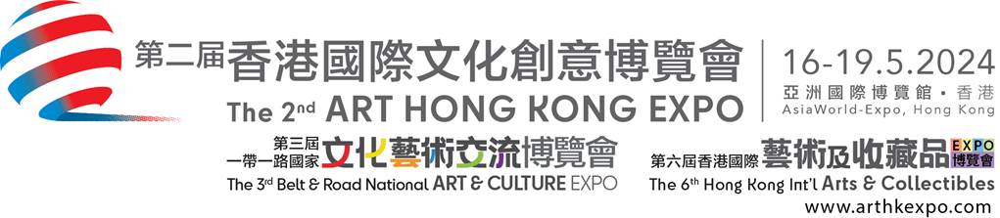 第二届香港國際文化創意博覽會
The 2nd ART HONG KONG EXPO
16-19.5.2024
亞洲國際博覽館·香港
AsiaWorld-Expo, Hong Kong
第三屆
一帶一路國家文化藝術交流博覽會
The 3rd Belt & Road National ART & CULTURE EXPO
第六屆香港國際藝術及收藏品EXPO博覽會
The 6th Hong Kong Int'l Arts & Collectibles
www.arthkexpo.com